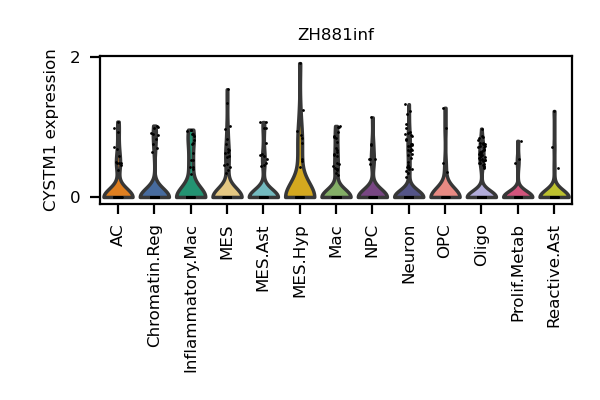 ZH881inf
CYSTM1 expression
2
0
AC
Chromatin.Reg
Inflammatory.Mac
MES
MES.Ast
MES.Hyp
Mac
NPC
Neuron
OPC
Oligo
Prolif.Metab
Reactive.Ast